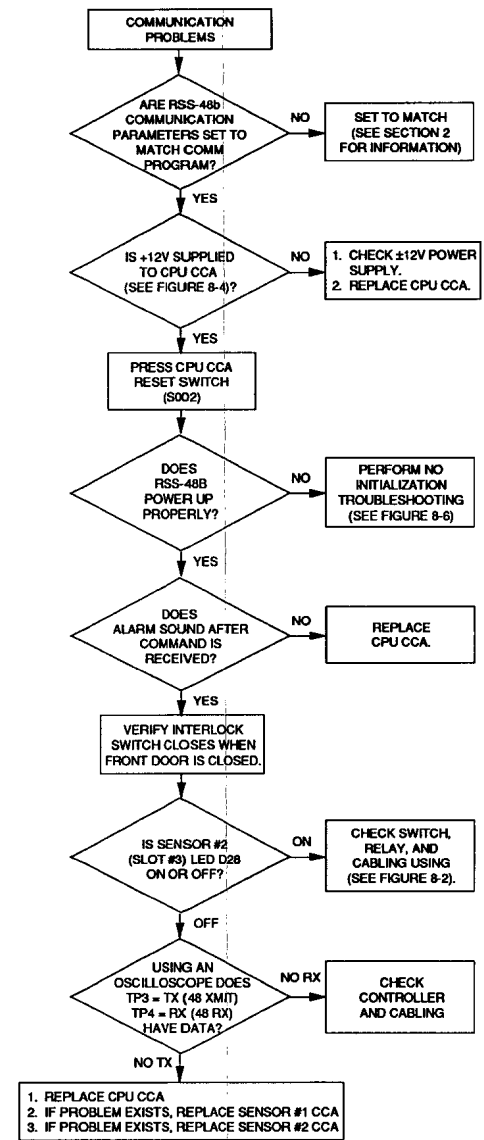 COMMUNICATION
PROBLEMS
ARE RSS-48b
COMMUNICATION
PARAMETERS SET TO
MATCH COMM
PROGRAM?
NO
SET TO MATCH
(SEE SECTION 2
FOR INFORMATION)
YES
IS +12V SUPPLIED
TO CPU CCA
(SEE FIGURE 8-4)?
NO
1. CHECK ±12V POWER
SUPPLY.
2. REPLACE CPU CCA.
YES
PRESS CPU CCA
RESET SWITCH
(S002)
DOES
RSS-48B
POWER UP
PROPERLY?
NO
PERFORM NO
INITIALIZATION
TROUBLESHOOTING
(SEE FIGURE 8-6)
YES
DOES
ALARM SOUND AFTER
COMMAND IS
RECEIVED?
NO
REPLACE
CPU CCA.
YES
VERIFY INTERLOCK
SWITCH CLOSES WHEN
FRONT DOOR IS CLOSED.
IS SENSOR #2
(SLOT #3) LED D28
ON OR OFF?
ON
CHECK SWITCH,
RELAY, AND
CABLING USING
(SEE FIGURE 8-2).
OFF
USING AN
OSCILLOSCOPE DOES
TP3 = TX (48 XMIT)
TP4 = RX (48 RX)
HAVE DATA?
NO RX
CHECK
CONTROLLER
AND CABLING
NO TX
1. REPLACE CPU CCA
2. IF PROBLEM EXISTS, REPLACE SENSOR #1 CCA
3. IF PROBLEM EXISTS, REPLACE SENSOR #2 CCA